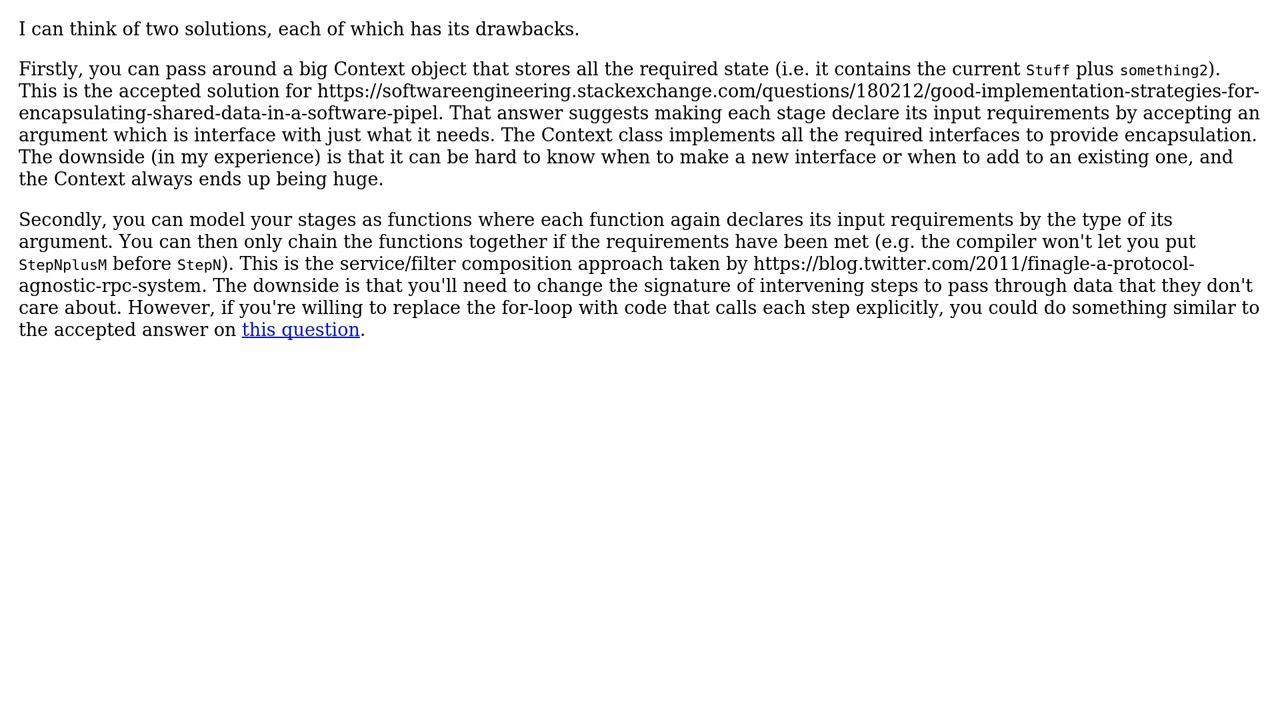 I can think of two solutions, each of which has its drawbacks.
Firstly, you can pass around a big Context object that stores all the required state (i.e. it contains the current Stuff plus something2).
This is the accepted solution for https://softwareengineering.stackexchange.com/questions/180212/good-implementation-strategies-for-
encapsulating-shared-data-in-a-software-pipel. That answer suggests making each stage declare its input requirements by accepting an
argument which is interface with just what it needs. The Context class implements all the required interfaces to provide encapsulation.
The downside (in my experience) is that it can be hard to know when to make a new interface or when to add to an existing one, and
the Context always ends up being huge.
Secondly, you can model your stages as functions where each function again declares its input requirements by the type of its
argument. You can then only chain the functions together if the requirements have been met (e.g. the compiler won't let you put
StepNplusM before StepN). This is the service/filter composition approach taken by https://blog.twitter.com/2011/finagle-a-protocol-
agnostic-rpc-system. The downside is that you'll need to change the signature of intervening steps to pass through data that they don't
care about. However, if you're willing to replace the for-loop with code that calls each step explicitly, you could do something similar to
the accepted answer on this question.